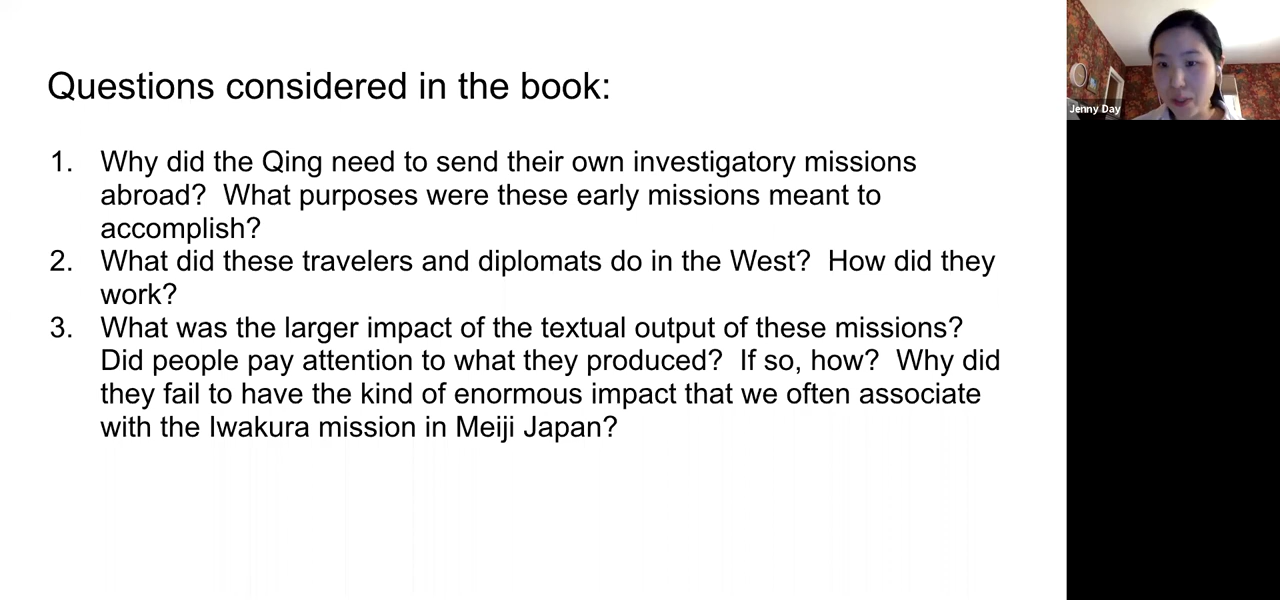 Questions considered in the book:
1. Why did the Qing need to send their own investigatory missions
abroad?  What purposes were these early missions meant to
accomplish?
2. What did these travelers and diplomats do in the West?  How did they
work?
3. What was the larger impact of the textual output of these missions?
Did people pay attention to what they produced?  If so, how?  Why did
they fail to have the kind of enormous impact that we often associate
with the Iwakura mission in Meiji Japan?
Jenny Day